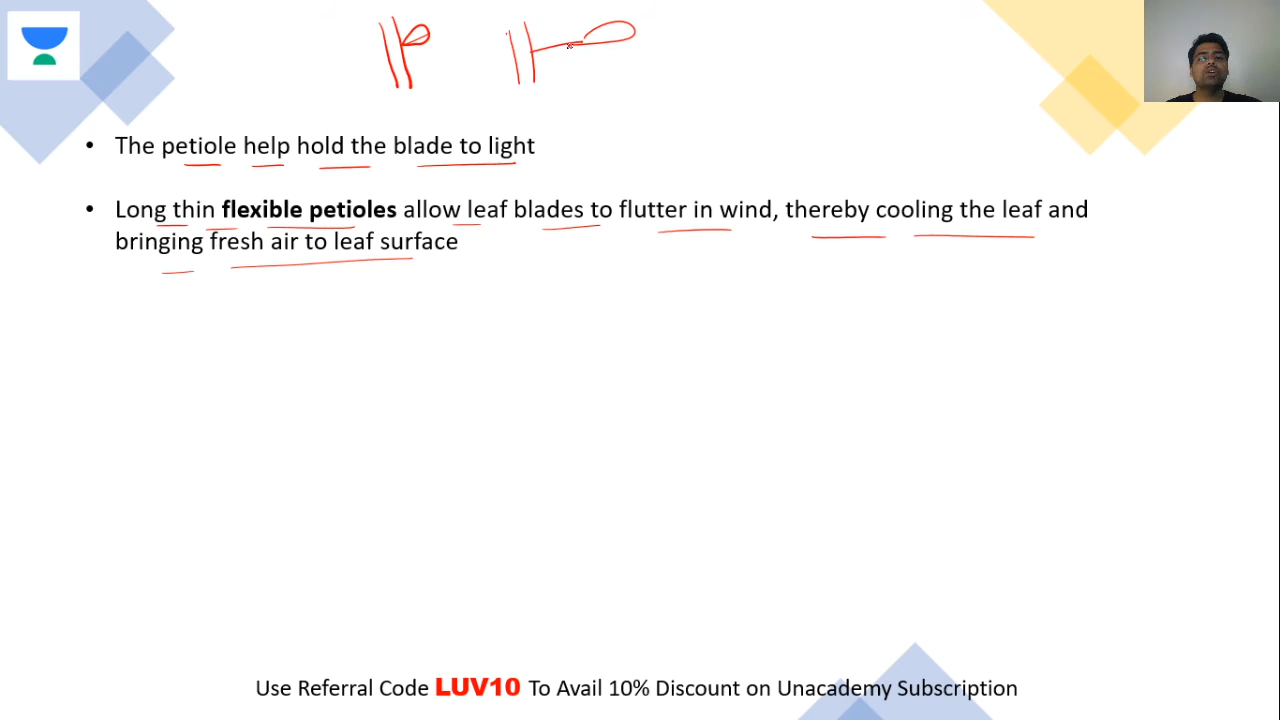 • The petiole help hold the blade to light
• Long thin flexible petioles allow leaf blades to flutter in wind, thereby cooling the leaf and
bringing fresh air to leaf surface
Use Referral Code LUV10 To Avail 10% Discount on Unacademy Subscription